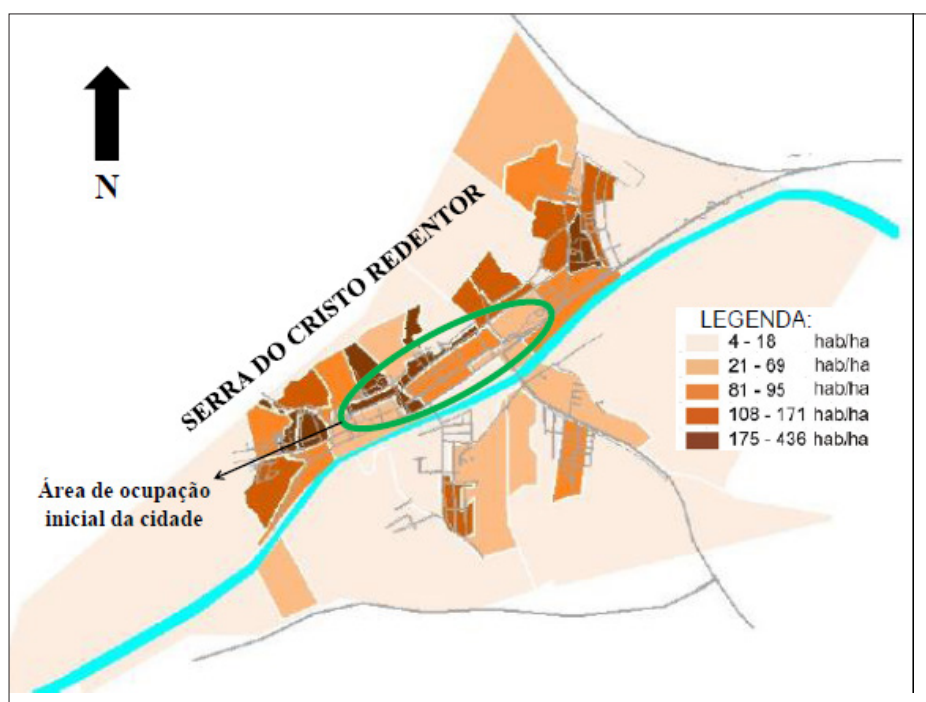 N
SERRA DO CRISTO REDENTOR
LEGENDA:
4 - 18 hab/ha
21 - 69 hab/ha
81 - 95 hab/ha
108 - 171 hab/ha
175 - 436 hab/ha
Área de ocupação
inicial da cidade